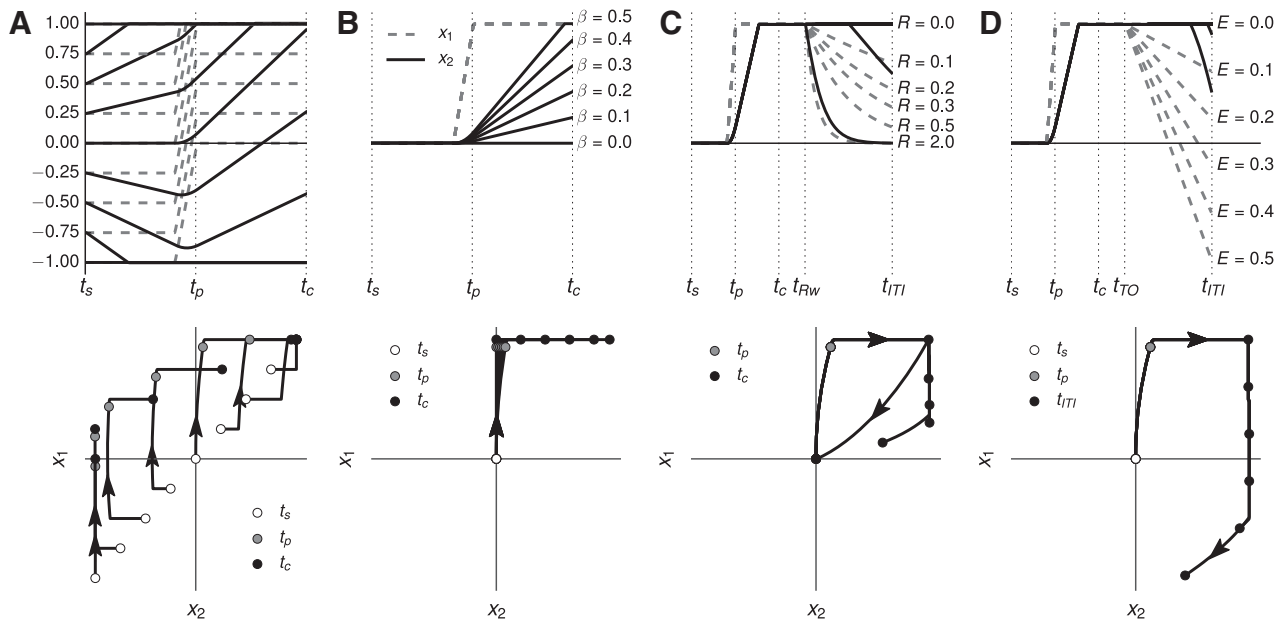 A
B
C
D
1.00
0.75
0.50
0.25
0.00
−0.25
−0.50
−0.75
−1.00
t_s
t_p
t_c
x_1
x_2
β = 0.5
β = 0.4
β = 0.3
β = 0.2
β = 0.1
β = 0.0
t_s
t_p
t_c
R = 0.0
R = 0.1
R = 0.2
R = 0.3
R = 0.5
R = 2.0
t_s
t_p
t_c
t_Rw
t_ITI
E = 0.0
E = 0.1
E = 0.2
E = 0.3
E = 0.4
E = 0.5
t_s
t_p
t_c
t_TO
t_ITI
x_1
t_s
t_p
t_c
x_2
x_1
t_s
t_p
t_c
x_2
x_1
t_p
t_c
x_2
x_1
t_s
t_p
t_ITI
x_2